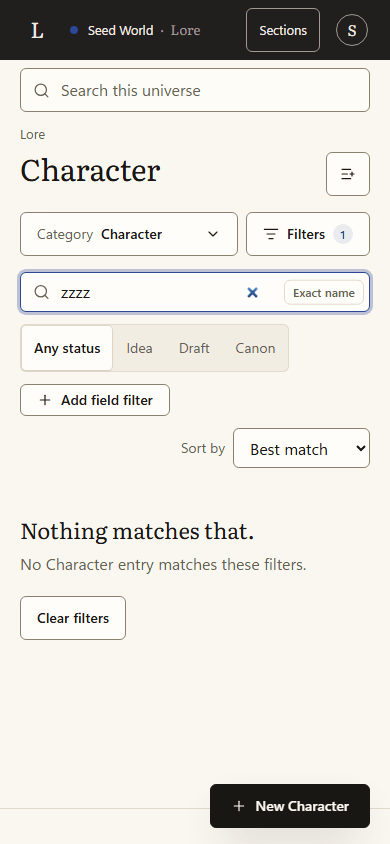 L Seed World · Lore Sections S
Search this universe
Lore
Character
Category Character Filters 1
zzzz Exact name
Any status Idea Draft Canon
Add field filter
Sort by Best match
Nothing matches that.
No Character entry matches these filters.
Clear filters
New Character